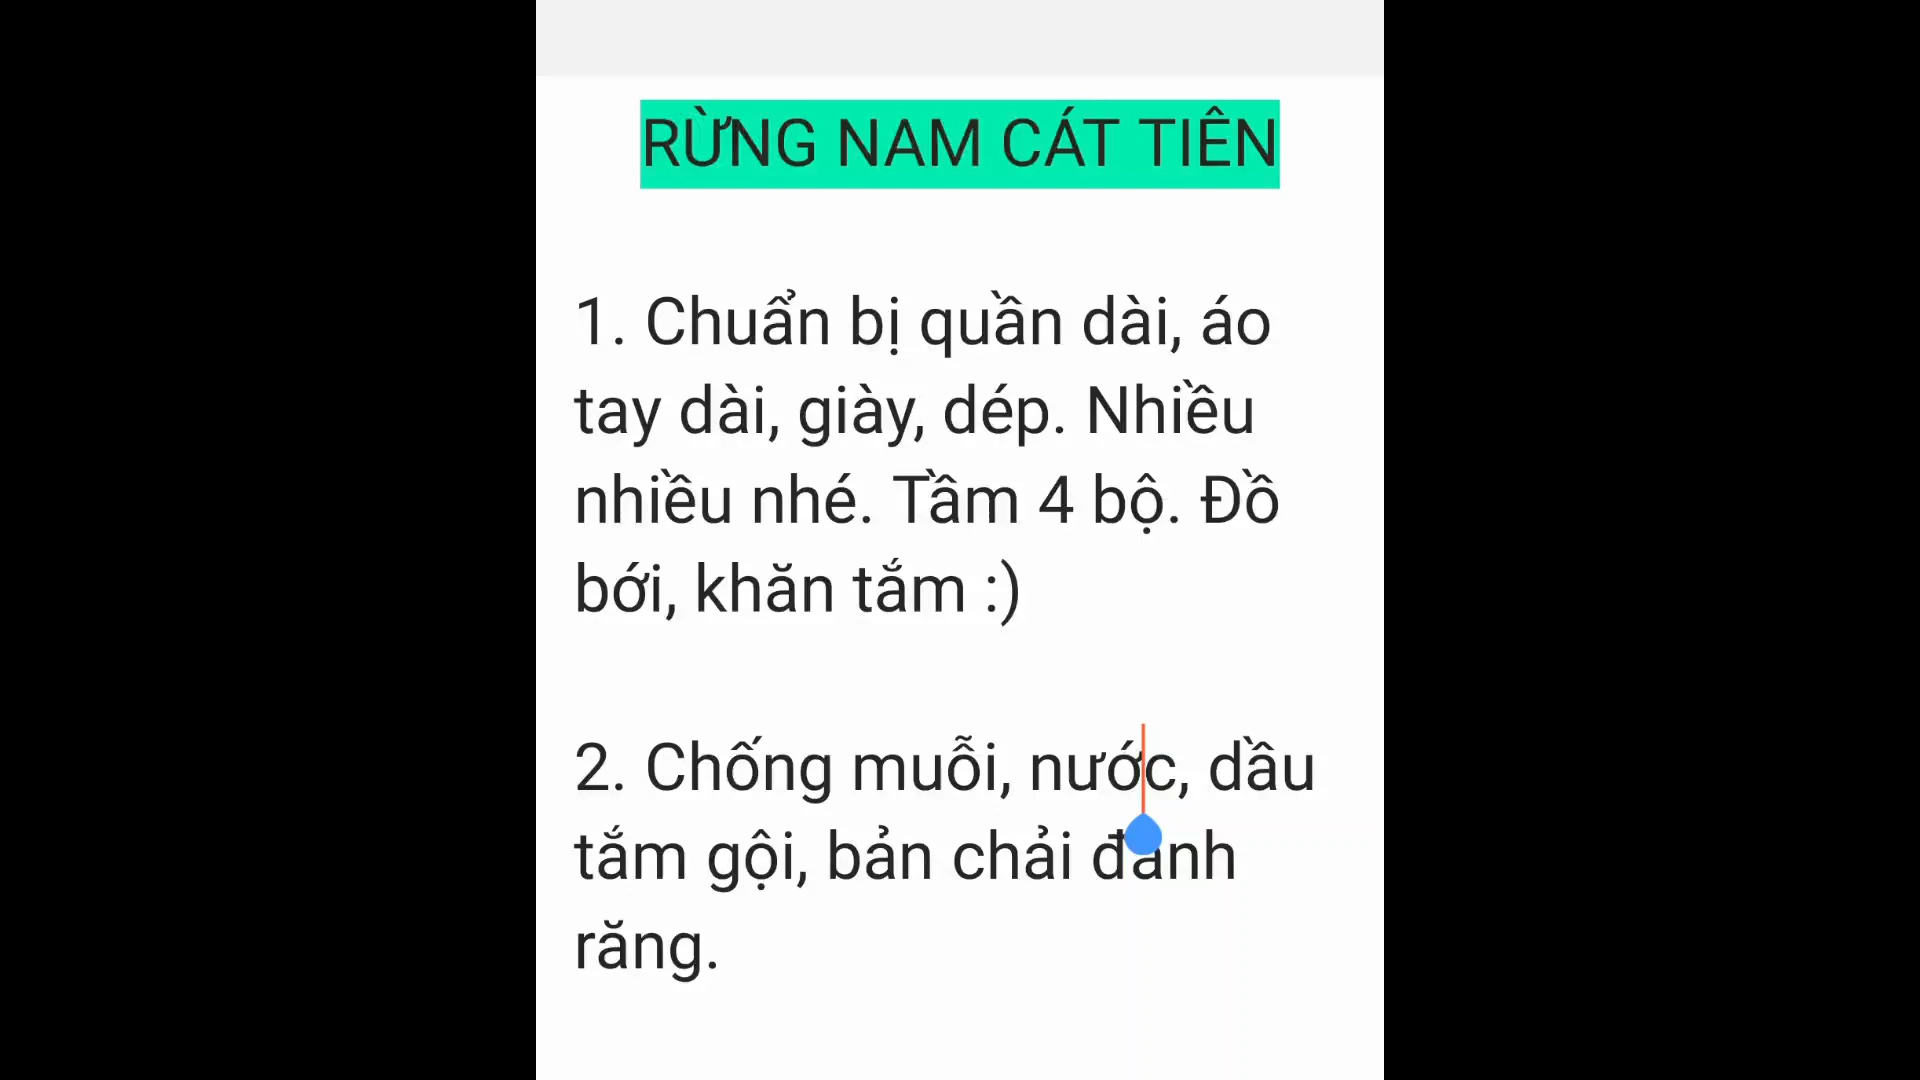 RỪNG NAM CÁT TIÊN
1. Chuẩn bị quần dài, áo
tay dài, giày, dép. Nhiều
nhiều nhé. Tầm 4 bộ. Đồ
bới, khăn tắm :)
2. Chống muỗi, nước, dầu
tắm gội, bản chải đánh
răng.